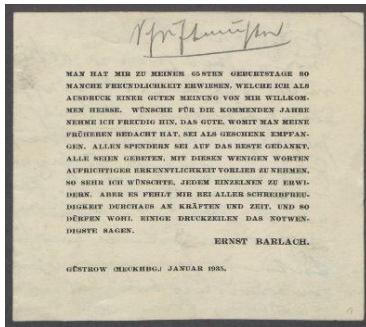 Schriftmuster
MAN HAT MIR ZU MEINER 65STEN GEBURTSTAGE SO
MANCHE FREUNDLICHKEIT ERWIESEN, WELCHE ICH ALS
AUSDRUCK EINER GUTEN MEINUNG VON MIR WILLKOM-
MEN HEISSE. WÜNSCHE FÜR DIE KOMMENDEN JAHRE
NEHME ICH FREUDIG HIN, DAS GUTE, WOMIT MAN MEINE
FRÜHEREN BEDACHT HAT, SEI ALS GESCHENK EMPFAN-
GEN. ALLEN SPENDERN SEI AUF DAS BESTE GEDANKT,
ALLE SEIEN GEBETEN, MIT DIESEN WENIGEN WORTEN
AUFRICHTIGER ERKENNTLICHKEIT VORLIEB ZU NEHMEN,
SO SEHR ICH WÜNSCHTE, JEDEM EINZELNEN ZU ERWI-
DERN. ABER ES FEHLT MIR BEI ALLER SCHREIBFREU-
DIGKEIT DURCHAUS AN KRÄFTEN UND ZEIT, UND SO
DÜRFEN WOHL EINIGE DRUCKZEILEN DAS NOTWEN-
DIGSTE SAGEN.
ERNST BARLACH.
GÜSTROW (MECKHBG.) JANUAR 1935.